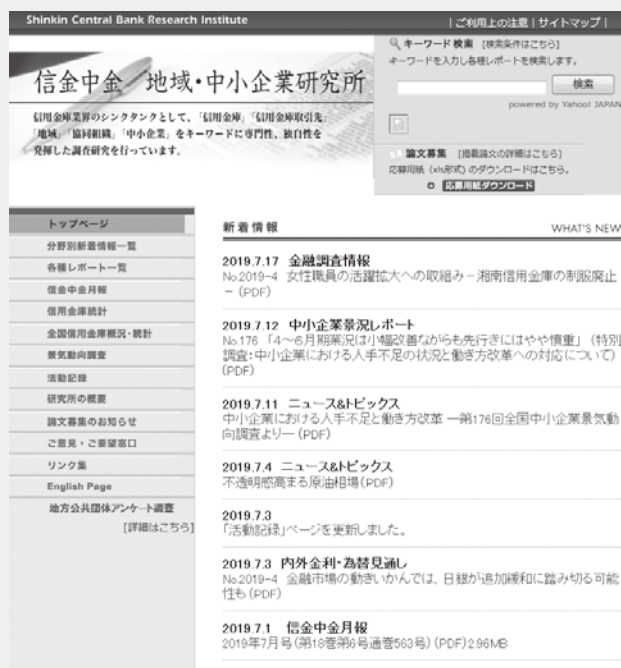 Shinkin Central Bank Research Institute
|ご利用上の注意|サイトマップ|
キーワード検索 [検索条件はこちら]
キーワードを入力し各種レポートを検索します。
検索
powered by Yahoo! JAPAN
信金中金 地域・中小企業研究所
信用金庫業界のシンクタンクとして、「信用金庫」「信用金庫取引先」
「地域」「協同組織」「中小企業」をキーワードに専門性、独自性を
発揮した調査研究を行っています。
論文募集 [掲載論文の詳細はこちら]
応募用紙(xls形式)のダウンロードはこちら。
応募用紙ダウンロード
トップページ
分野別新着情報一覧
各種レポート一覧
信金中金月報
信用金庫統計
全国信用金庫概況・統計
景気動向調査
活動記録
研究所の概要
論文募集のお知らせ
ご意見・ご要望窓口
リンク集
English Page
地方公共団体アンケート調査
[詳細はこちら]
新着情報
WHAT'S NEW
2019.7.17 金融調査情報
No.2019-4 女性職員の活躍拡大への取組み-湘南信用金庫の制服廃止
-(PDF)
2019.7.12 中小企業景況レポート
No.176 「4~6月期業況は小幅改善ながらも先行きにはやや慎重」(特別
調査:中小企業における人手不足の状況と働き方改革への対応について)
(PDF)
2019.7.11 ニュース&トピックス
中小企業における人手不足と働き方改革 ―第176回全国中小企業景気動
向調査より―(PDF)
2019.7.4 ニュース&トピックス
不透明感高まる原油相場(PDF)
2019.7.3
「活動記録」ページを更新しました。
2019.7.3 内外金利・為替見通し
No.2019-4 金融市場の動きいかんでは、日銀が追加緩和に踏み切る可能
性も(PDF)
2019.7.1 信金中金月報
2019年7月号(第18巻第6号通巻563号)(PDF)2.96MB